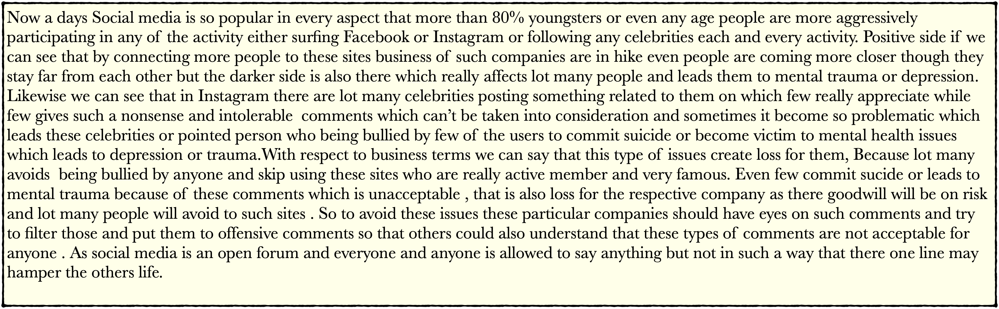 Now a days Social media is so popular in every aspect that more than 80% youngsters or even any age people are more aggressively
participating in any of the activity either surfing Facebook or Instagram or following any celebrities each and every activity. Positive side if we
can see that by connecting more people to these sites business of such companies are in hike even people are coming more closer though they
stay far from each other but the darker side is also there which really affects lot many people and leads them to mental trauma or depression.
Likewise we can see that in Instagram there are lot many celebrities posting something related to them on which few really appreciate while
few gives such a nonsense and intolerable  comments which can’t be taken into consideration and sometimes it become so problematic which
leads these celebrities or pointed person who being bullied by few of the users to commit suicide or become victim to mental health issues
which leads to depression or trauma.With respect to business terms we can say that this type of issues create loss for them, Because lot many
avoids  being bullied by anyone and skip using these sites who are really active member and very famous. Even few commit sucide or leads to
mental trauma because of these comments which is unacceptable , that is also loss for the respective company as there goodwill will be on risk
and lot many people will avoid to such sites . So to avoid these issues these particular companies should have eyes on such comments and try
to filter those and put them to offensive comments so that others could also understand that these types of comments are not acceptable for
anyone . As social media is an open forum and everyone and anyone is allowed to say anything but not in such a way that there one line may
hamper the others life.